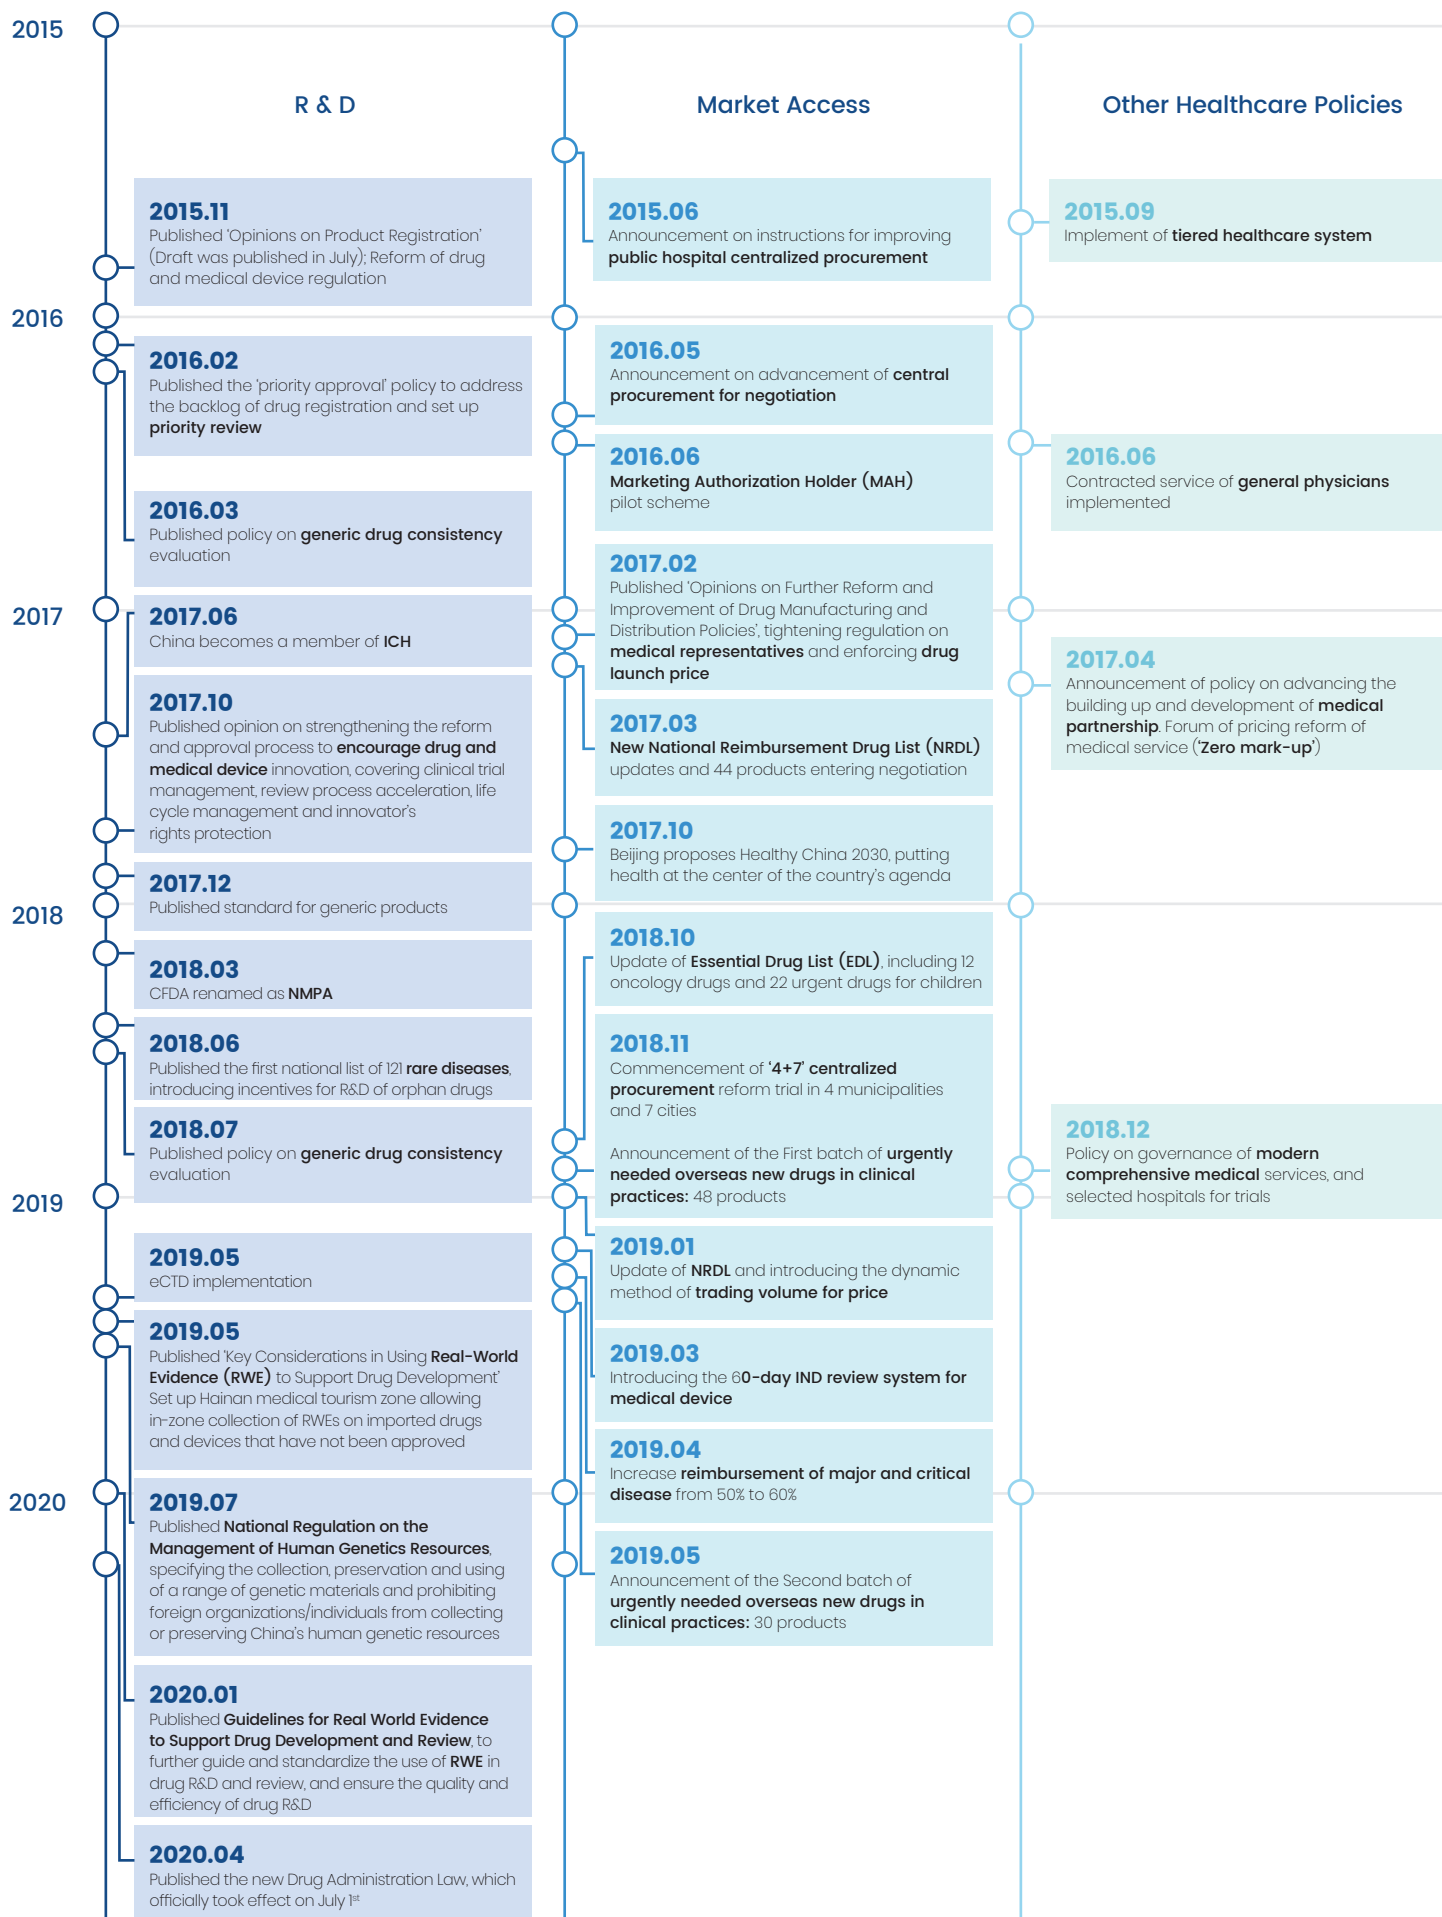 2015
R & D
Market Access
Other Healthcare Policies
2015.11
Published ‘Opinions on Product Registration’
(Draft was published in July); Reform of drug
and medical device regulation
2015.06
Announcement on instructions for improving
public hospital centralized procurement
2015.09
Implement of tiered healthcare system
2016
2016.02
Published the ‘priority approval’ policy to address
the backlog of drug registration and set up
priority review
2016.03
Published policy on generic drug consistency
evaluation
2016.05
Announcement on advancement of central
procurement for negotiation
2016.06
Marketing Authorization Holder (MAH)
pilot scheme
2016.06
Contracted service of general physicians
implemented
2017
2017.06
China becomes a member of ICH
2017.10
Published opinion on strengthening the reform
and approval process to encourage drug and
medical device innovation, covering clinical trial
management, review process acceleration, life
cycle management and innovator’s
rights protection
2017.12
Published standard for generic products
2017.02
Published ‘Opinions on Further Reform and
Improvement of Drug Manufacturing and
Distribution Policies’, tightening regulation on
medical representatives and enforcing drug
launch price
2017.03
New National Reimbursement Drug List (NRDL)
updates and 44 products entering negotiation
2017.10
Beijing proposes Healthy China 2030, putting
health at the center of the country’s agenda
2017.04
Announcement of policy on advancing the
building up and development of medical
partnership. Forum of pricing reform of
medical service (‘Zero mark-up’)
2018
2018.03
CFDA renamed as NMPA
2018.06
Published the first national list of 121 rare diseases,
introducing incentives for R&D of orphan drugs
2018.07
Published policy on generic drug consistency
evaluation
2018.10
Update of Essential Drug List (EDL), including 12
oncology drugs and 22 urgent drugs for children
2018.11
Commencement of ‘4+7’ centralized
procurement reform trial in 4 municipalities
and 7 cities
Announcement of the First batch of urgently
needed overseas new drugs in clinical
practices: 48 products
2018.12
Policy on governance of modern
comprehensive medical services, and
selected hospitals for trials
2019
2019.05
eCTD implementation
2019.05
Published ‘Key Considerations in Using Real-World
Evidence (RWE) to Support Drug Development’
Set up Hainan medical tourism zone allowing
in-zone collection of RWEs on imported drugs
and devices that have not been approved
2019.01
Update of NRDL and introducing the dynamic
method of trading volume for price
2019.03
Introducing the 60-day IND review system for
medical device
2019.04
Increase reimbursement of major and critical
disease from 50% to 60%
2019.05
Announcement of the Second batch of
urgently needed overseas new drugs in
clinical practices: 30 products
2020
2019.07
Published National Regulation on the
Management of Human Genetics Resources,
specifying the collection, preservation and using
of a range of genetic materials and prohibiting
foreign organizations/individuals from collecting
or preserving China’s human genetic resources
2020.01
Published Guidelines for Real World Evidence
to Support Drug Development and Review, to
further guide and standardize the use of RWE in
drug R&D and review, and ensure the quality and
efficiency of drug R&D
2020.04
Published the new Drug Administration Law, which
officially took effect on July 1st